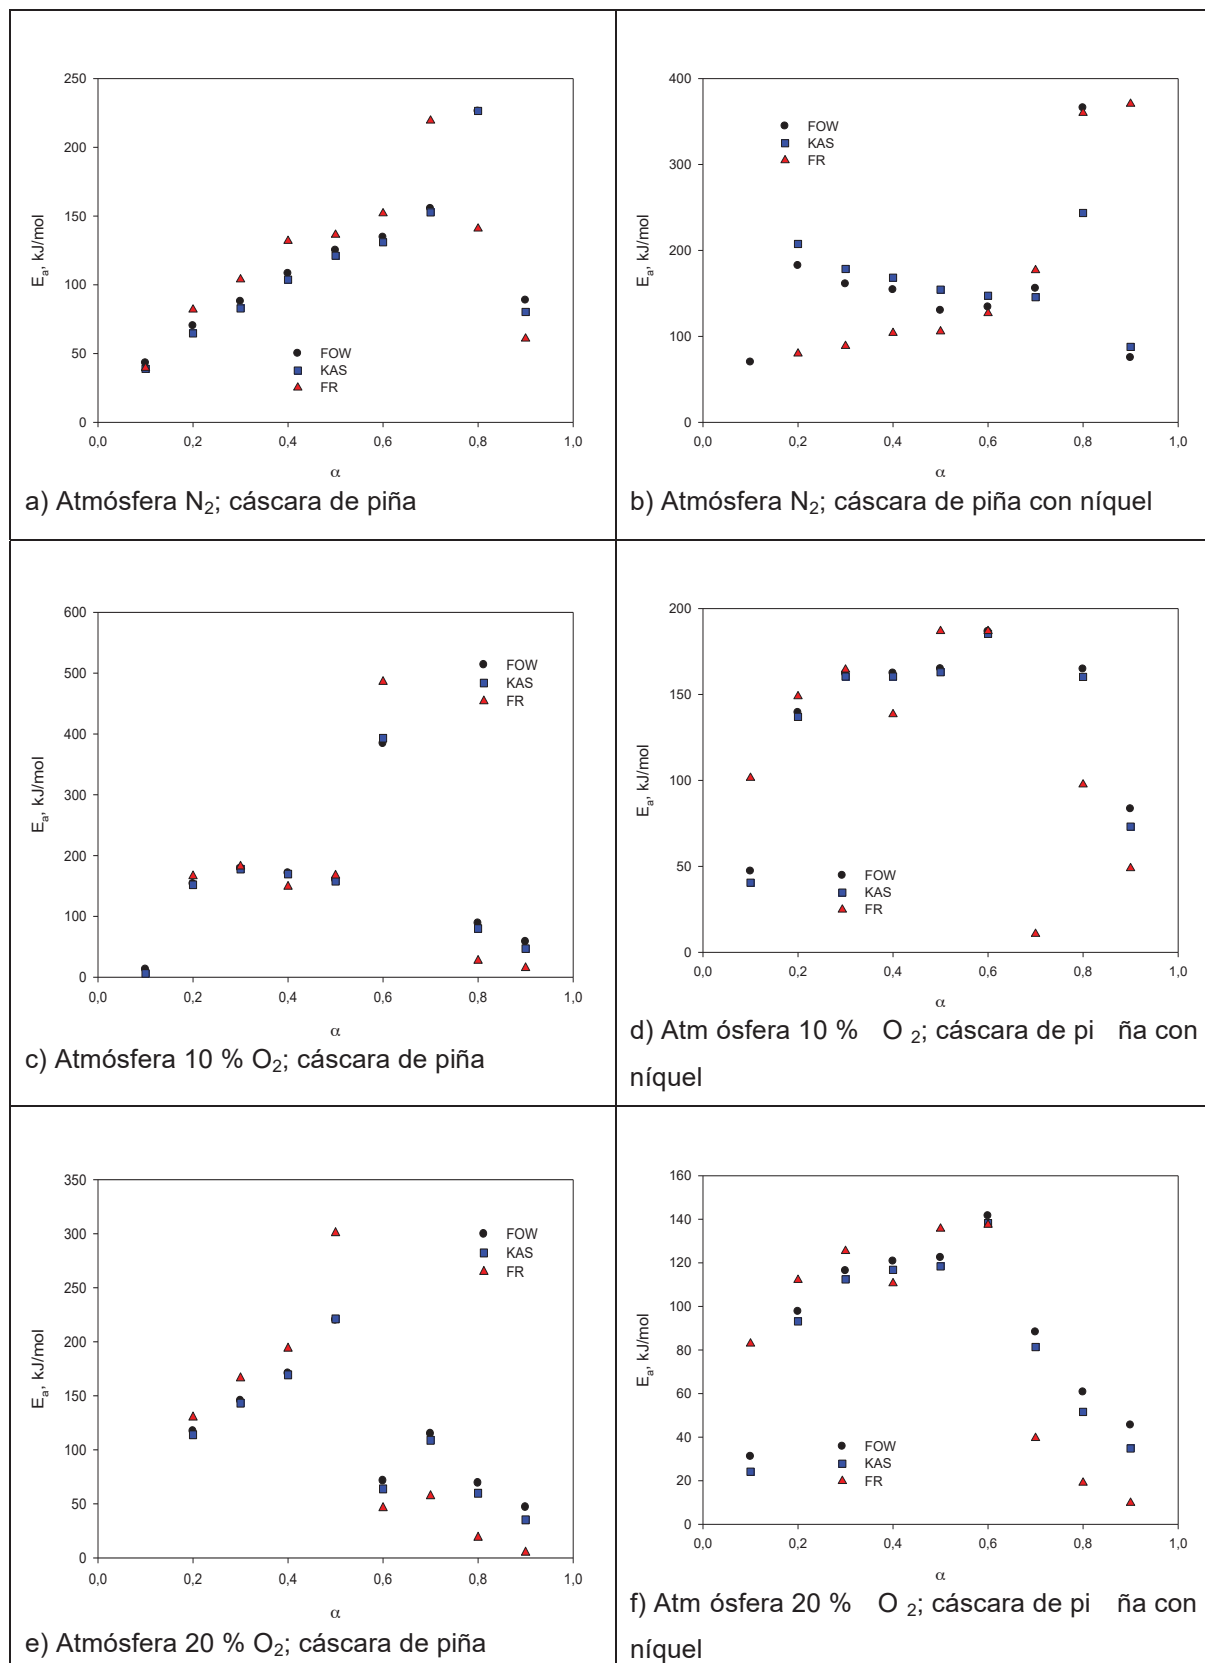 250
200
150
100
50
0
E_a, kJ/mol
FOW
KAS
FR
0,0 0,2 0,4 0,6 0,8 1,0
α
a) Atmósfera N₂; cáscara de piña
400
300
200
100
0
E_a, kJ/mol
FOW
KAS
FR
0,0 0,2 0,4 0,6 0,8 1,0
α
b) Atmósfera N₂; cáscara de piña con níquel
600
500
400
300
200
100
0
E_a, kJ/mol
FOW
KAS
FR
0,0 0,2 0,4 0,6 0,8 1,0
α
c) Atmósfera 10 % O₂; cáscara de piña
200
150
100
50
0
E_a, kJ/mol
FOW
KAS
FR
0,0 0,2 0,4 0,6 0,8 1,0
α
d) Atm ósfera 10 % O ₂; cáscara de pi ña con
níquel
350
300
250
200
150
100
50
0
E_a, kJ/mol
FOW
KAS
FR
0,0 0,2 0,4 0,6 0,8 1,0
α
e) Atmósfera 20 % O₂; cáscara de piña
160
140
120
100
80
60
40
20
0
E_a, kJ/mol
FOW
KAS
FR
0,0 0,2 0,4 0,6 0,8 1,0
α
f) Atm ósfera 20 % O ₂; cáscara de pi ña con
níquel